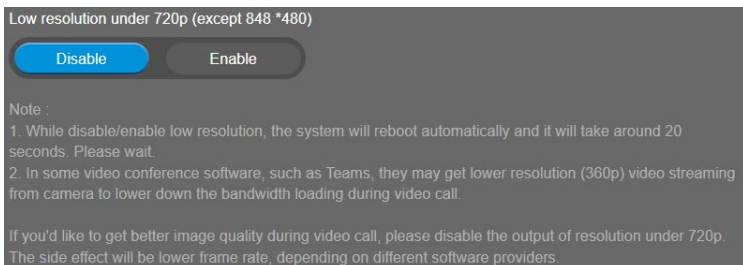 Low resolution under 720p (except 848 *480)
Disable Enable
Note :
1. While disable/enable low resolution, the system will reboot automatically and it will take around 20
seconds. Please wait.
2. In some video conference software, such as Teams, they may get lower resolution (360p) video streaming
from camera to lower down the bandwidth loading during video call.
If you'd like to get better image quality during video call, please disable the output of resolution under 720p.
The side effect will be lower frame rate, depending on different software providers.